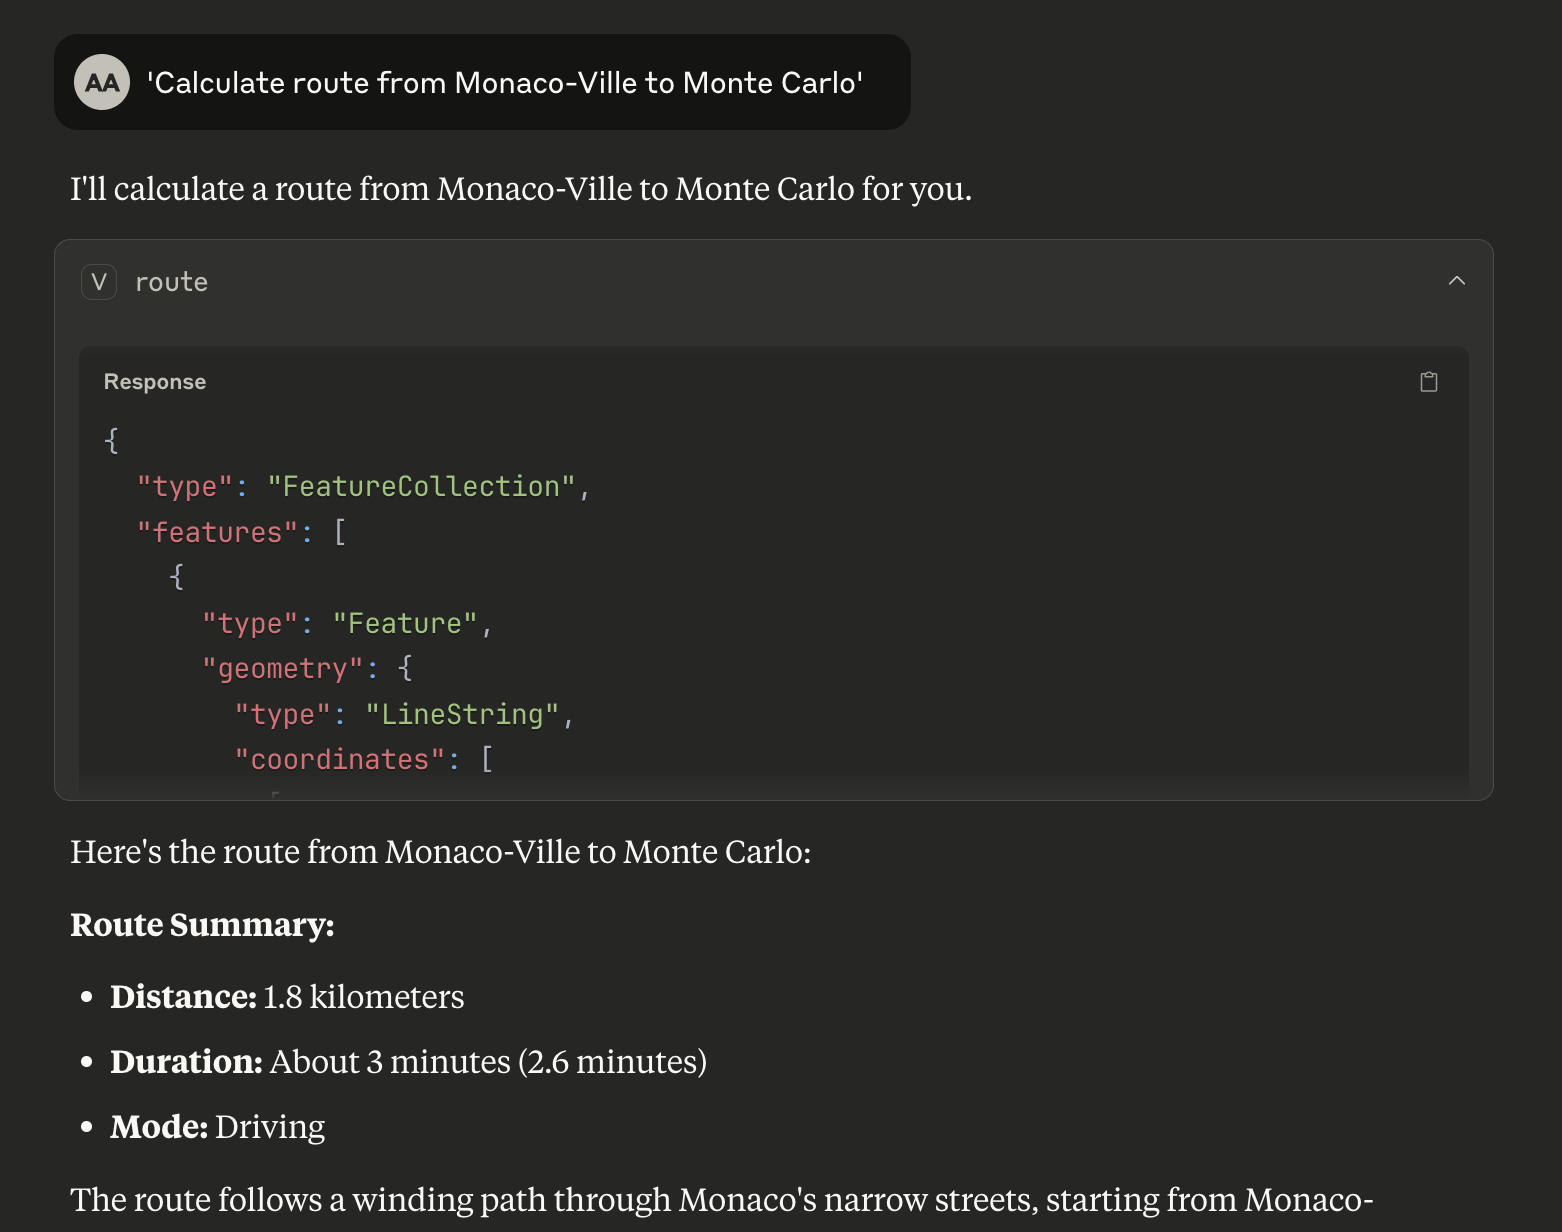 AA 'Calculate route from Monaco-Ville to Monte Carlo'
I'll calculate a route from Monaco-Ville to Monte Carlo for you.
V route
Response
{
"type": "FeatureCollection",
"features": [
{
"type": "Feature",
"geometry": {
"type": "LineString",
"coordinates": [
Here's the route from Monaco-Ville to Monte Carlo:
Route Summary:
• Distance: 1.8 kilometers
• Duration: About 3 minutes (2.6 minutes)
• Mode: Driving
The route follows a winding path through Monaco's narrow streets, starting from Monaco-